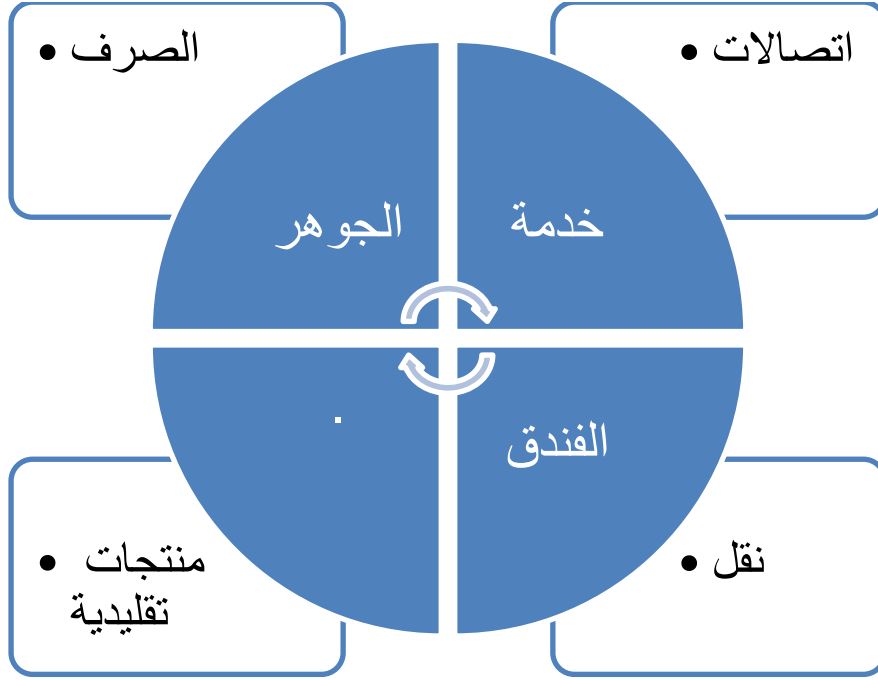 اتصالات •
الصرف •
خدمة
الجوهر
الفندق
.
نقل •
منتجات •
تقليدية